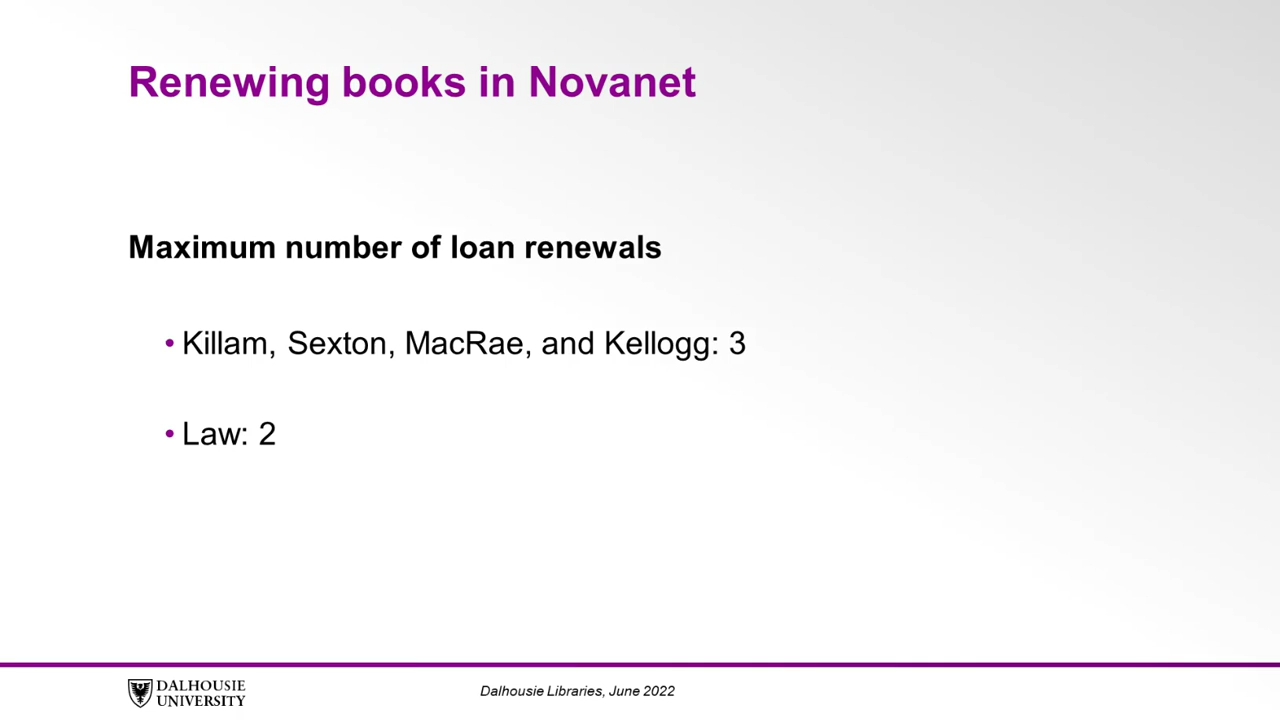 Renewing books in Novanet
Maximum number of loan renewals
• Killam, Sexton, MacRae, and Kellogg: 3
• Law: 2
DALHOUSIE
UNIVERSITY
Dalhousie Libraries, June 2022